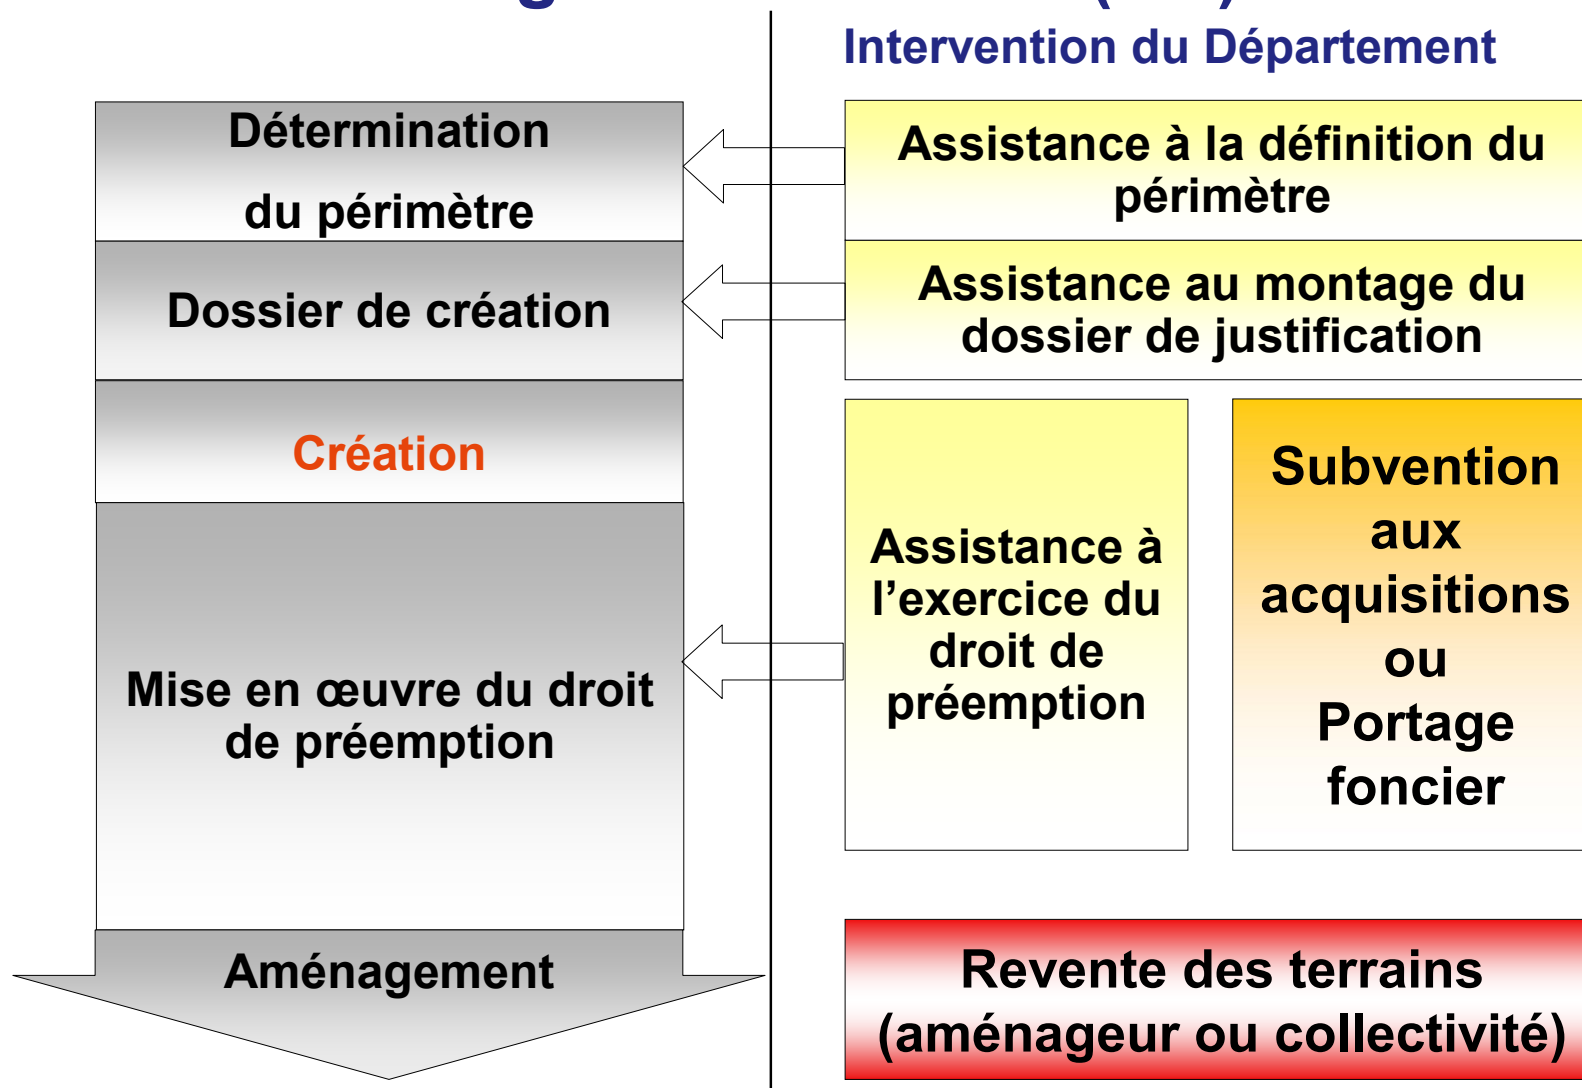 Intervention du Département
Détermination
du périmètre
Dossier de création
Création
Mise en œuvre du droit
de préemption
Aménagement
Assistance à la définition du
périmètre
Assistance au montage du
dossier de justification
Assistance à
l’exercice du
droit de
préemption
Subvention
aux
acquisitions
ou
Portage
foncier
Revente des terrains
(aménageur ou collectivité)